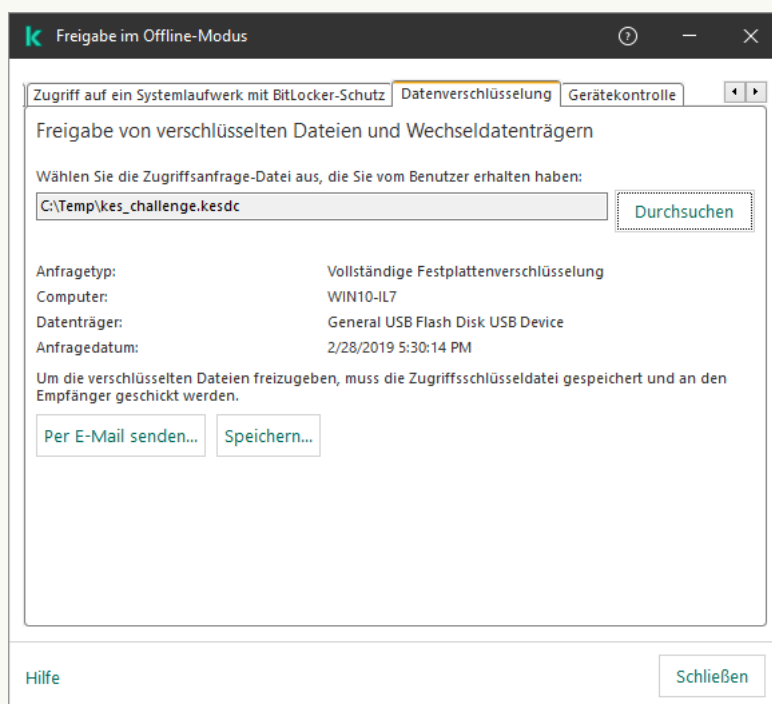 Freigabe im Offline-Modus
Zugriff auf ein Systemlaufwerk mit BitLocker-Schutz Datenverschlüsselung Gerätekontrolle
Freigabe von verschlüsselten Dateien und Wechseldatenträgern
Wählen Sie die Zugriffsanfrage-Datei aus, die Sie vom Benutzer erhalten haben:
C:\Temp\kes_challenge.kesdc Durchsuchen
Anfragetyp: Vollständige Festplattenverschlüsselung
Computer: WIN10-IL7
Datenträger: General USB Flash Disk USB Device
Anfragedatum: 2/28/2019 5:30:14 PM
Um die verschlüsselten Dateien freizugeben, muss die Zugriffsschlüsseldatei gespeichert und an den
Empfänger geschickt werden.
Per E-Mail senden... Speichern...
Hilfe Schließen